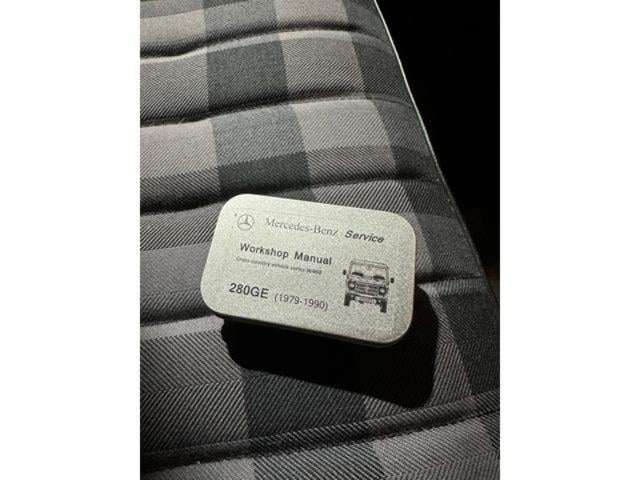 Mercedes-Benz Service
Workshop Manual
Cross country vehicle series W460
280GE (1979-1990)